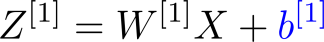 Z^{[1]} = W^{[1]}X + b^{[1]}